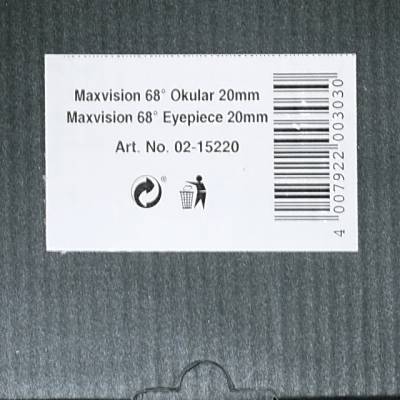 Maxvision 68° Okular 20mm
Maxvision 68° Eyepiece 20mm
Art. No. 02-15220
®
4 007922 003030